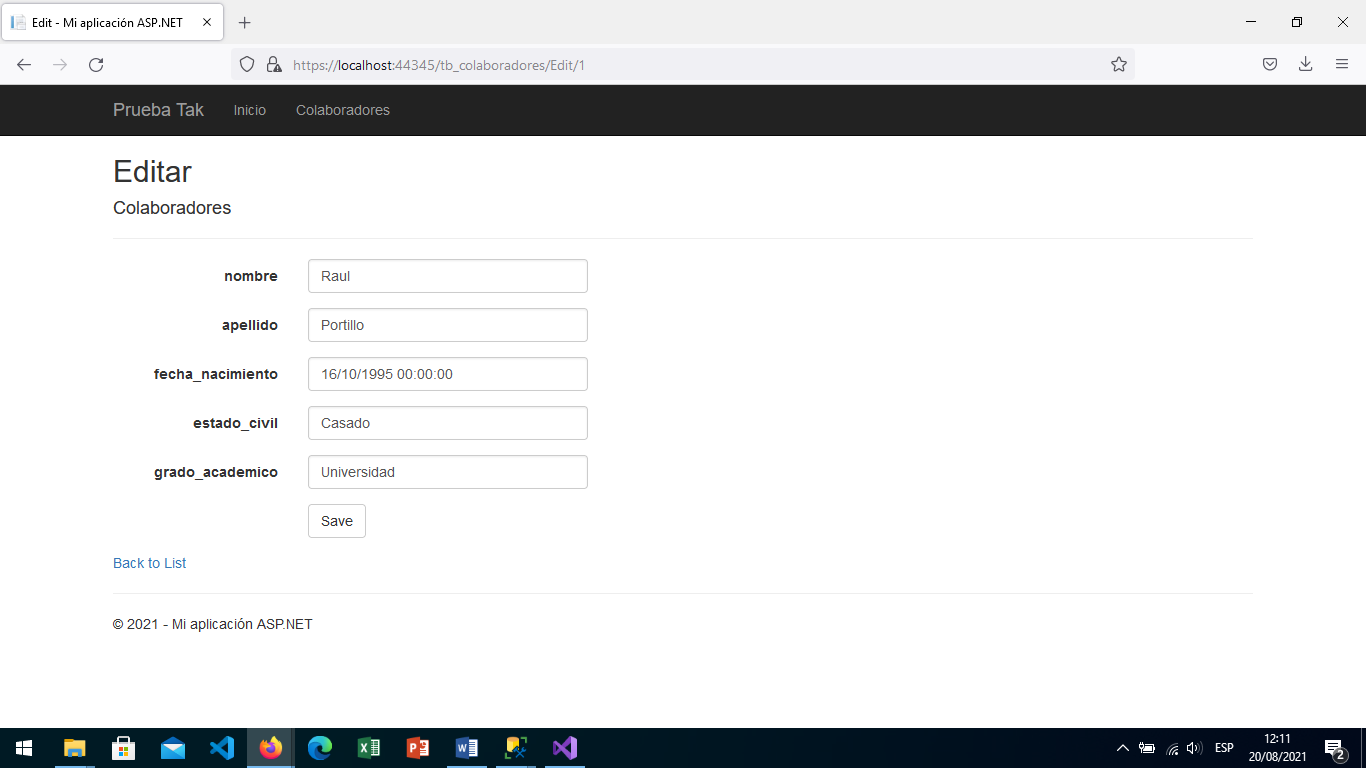 Edit - Mi aplicación ASP.NET
https://localhost:44345/tb_colaboradores/Edit/1
Prueba Tak Inicio Colaboradores
Editar
Colaboradores
nombre Raul
apellido Portillo
fecha_nacimiento 16/10/1995 00:00:00
estado_civil Casado
grado_academico Universidad
Save
Back to List
© 2021 - Mi aplicación ASP.NET
ESP 12:11
20/08/2021 2